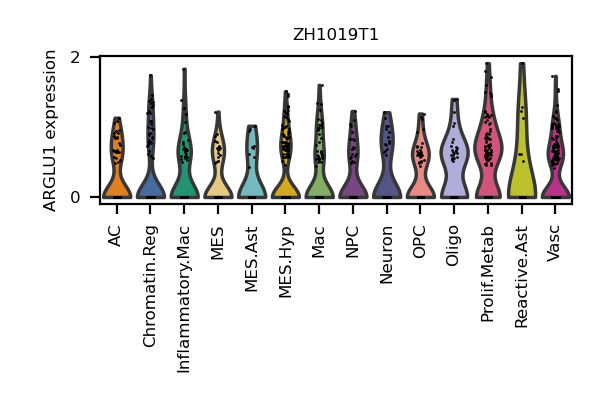 ZH1019T1
ARGLU1 expression
2
0
AC
Chromatin.Reg
Inflammatory.Mac
MES
MES.Ast
MES.Hyp
Mac
NPC
Neuron
OPC
Oligo
Prolif.Metab
Reactive.Ast
Vasc